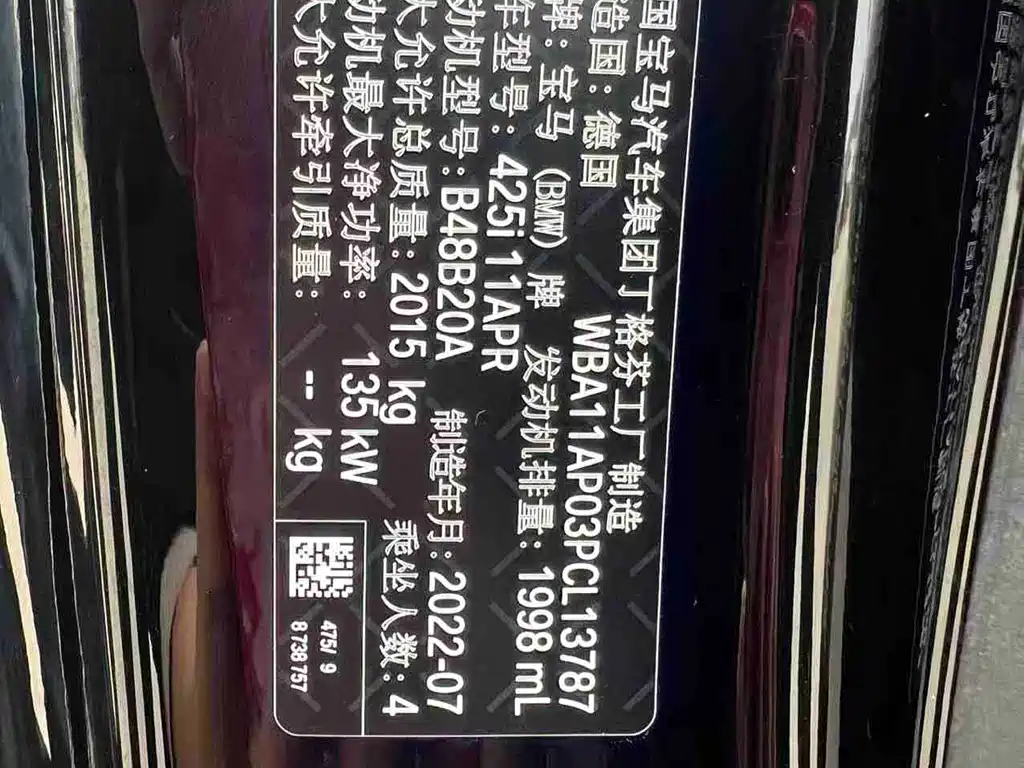 国宝马汽车集团丁格芬工厂制造
造国: 德国 WBA11AP03PCL13787
牌: 宝马 (BMW) 牌 发动机排量: 1998 mL
车型号: 425i 11APR
动机型号: B48B20A 制造年月: 2022-07
大允许总质量: 2015 kg 乘坐人数: 4
动机最大净功率: 135 kW
大允许牵引质量: -- kg
475/ 9
8 738 757